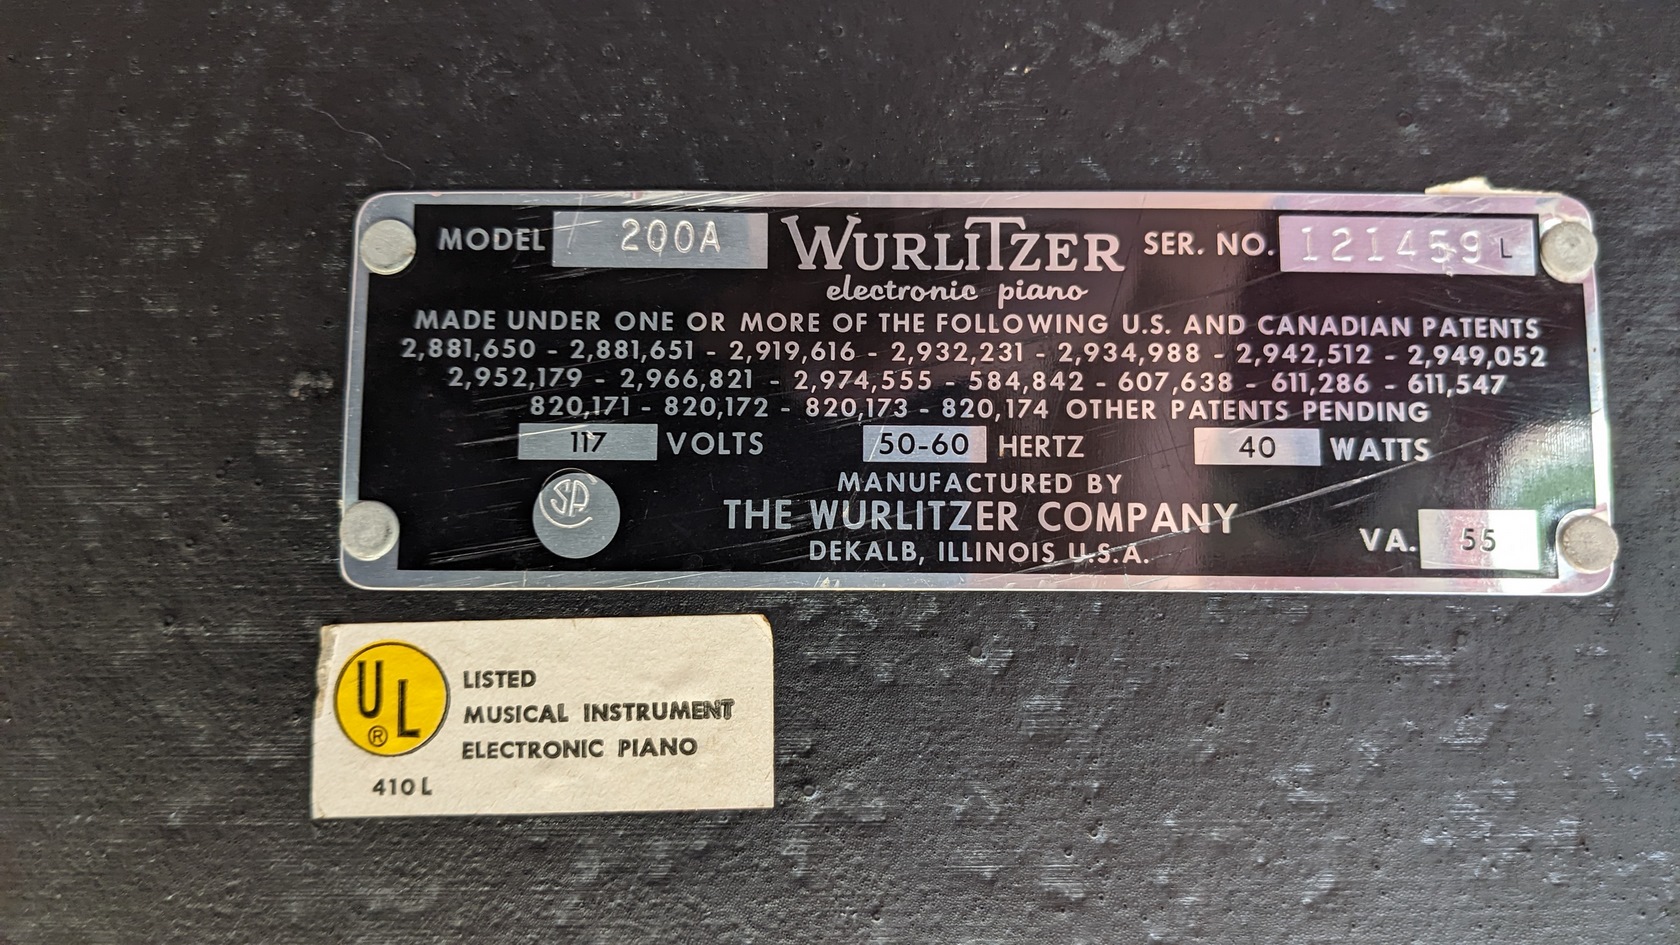 MODEL 200A WURLITZER SER. NO. 121459 L
electronic piano
MADE UNDER ONE OR MORE OF THE FOLLOWING U.S. AND CANADIAN PATENTS
2,881,650 - 2,881,651 - 2,919,616 - 2,932,231 - 2,934,988 - 2,942,512 - 2,949,052
2,952,179 - 2,966,821 - 2,974,555 - 584,842 - 607,638 - 611,286 - 611,547
820,171 - 820,172 - 820,173 - 820,174 OTHER PATENTS PENDING
117 VOLTS 50-60 HERTZ 40 WATTS
MANUFACTURED BY
THE WURLITZER COMPANY
DEKALB, ILLINOIS U.S.A.
CSA
VA. 55
UL ®
LISTED
MUSICAL INSTRUMENT
ELECTRONIC PIANO
410L